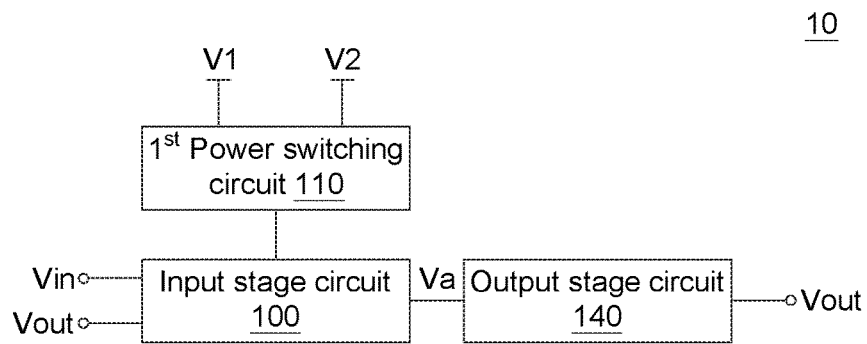 10
V1 V2
1st Power switching
circuit 110
Vin
Vout
Input stage circuit
100
Va
Output stage circuit
140
Vout